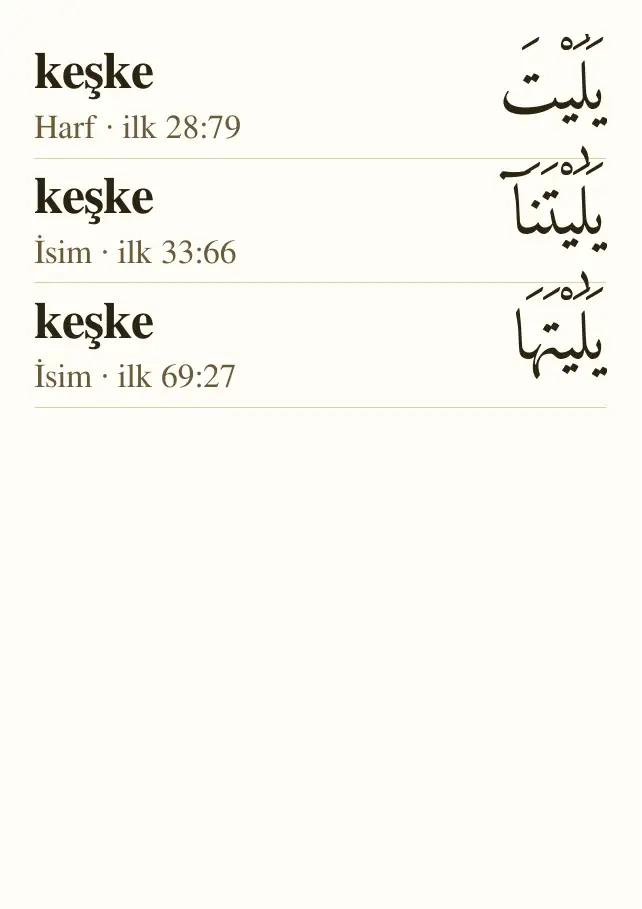 keşke
يَٰلَيْتَ
Harf · ilk 28:79
keşke
يَٰلَيْتَنَآ
İsim · ilk 33:66
keşke
يَٰلَيْتَهَا
İsim · ilk 69:27